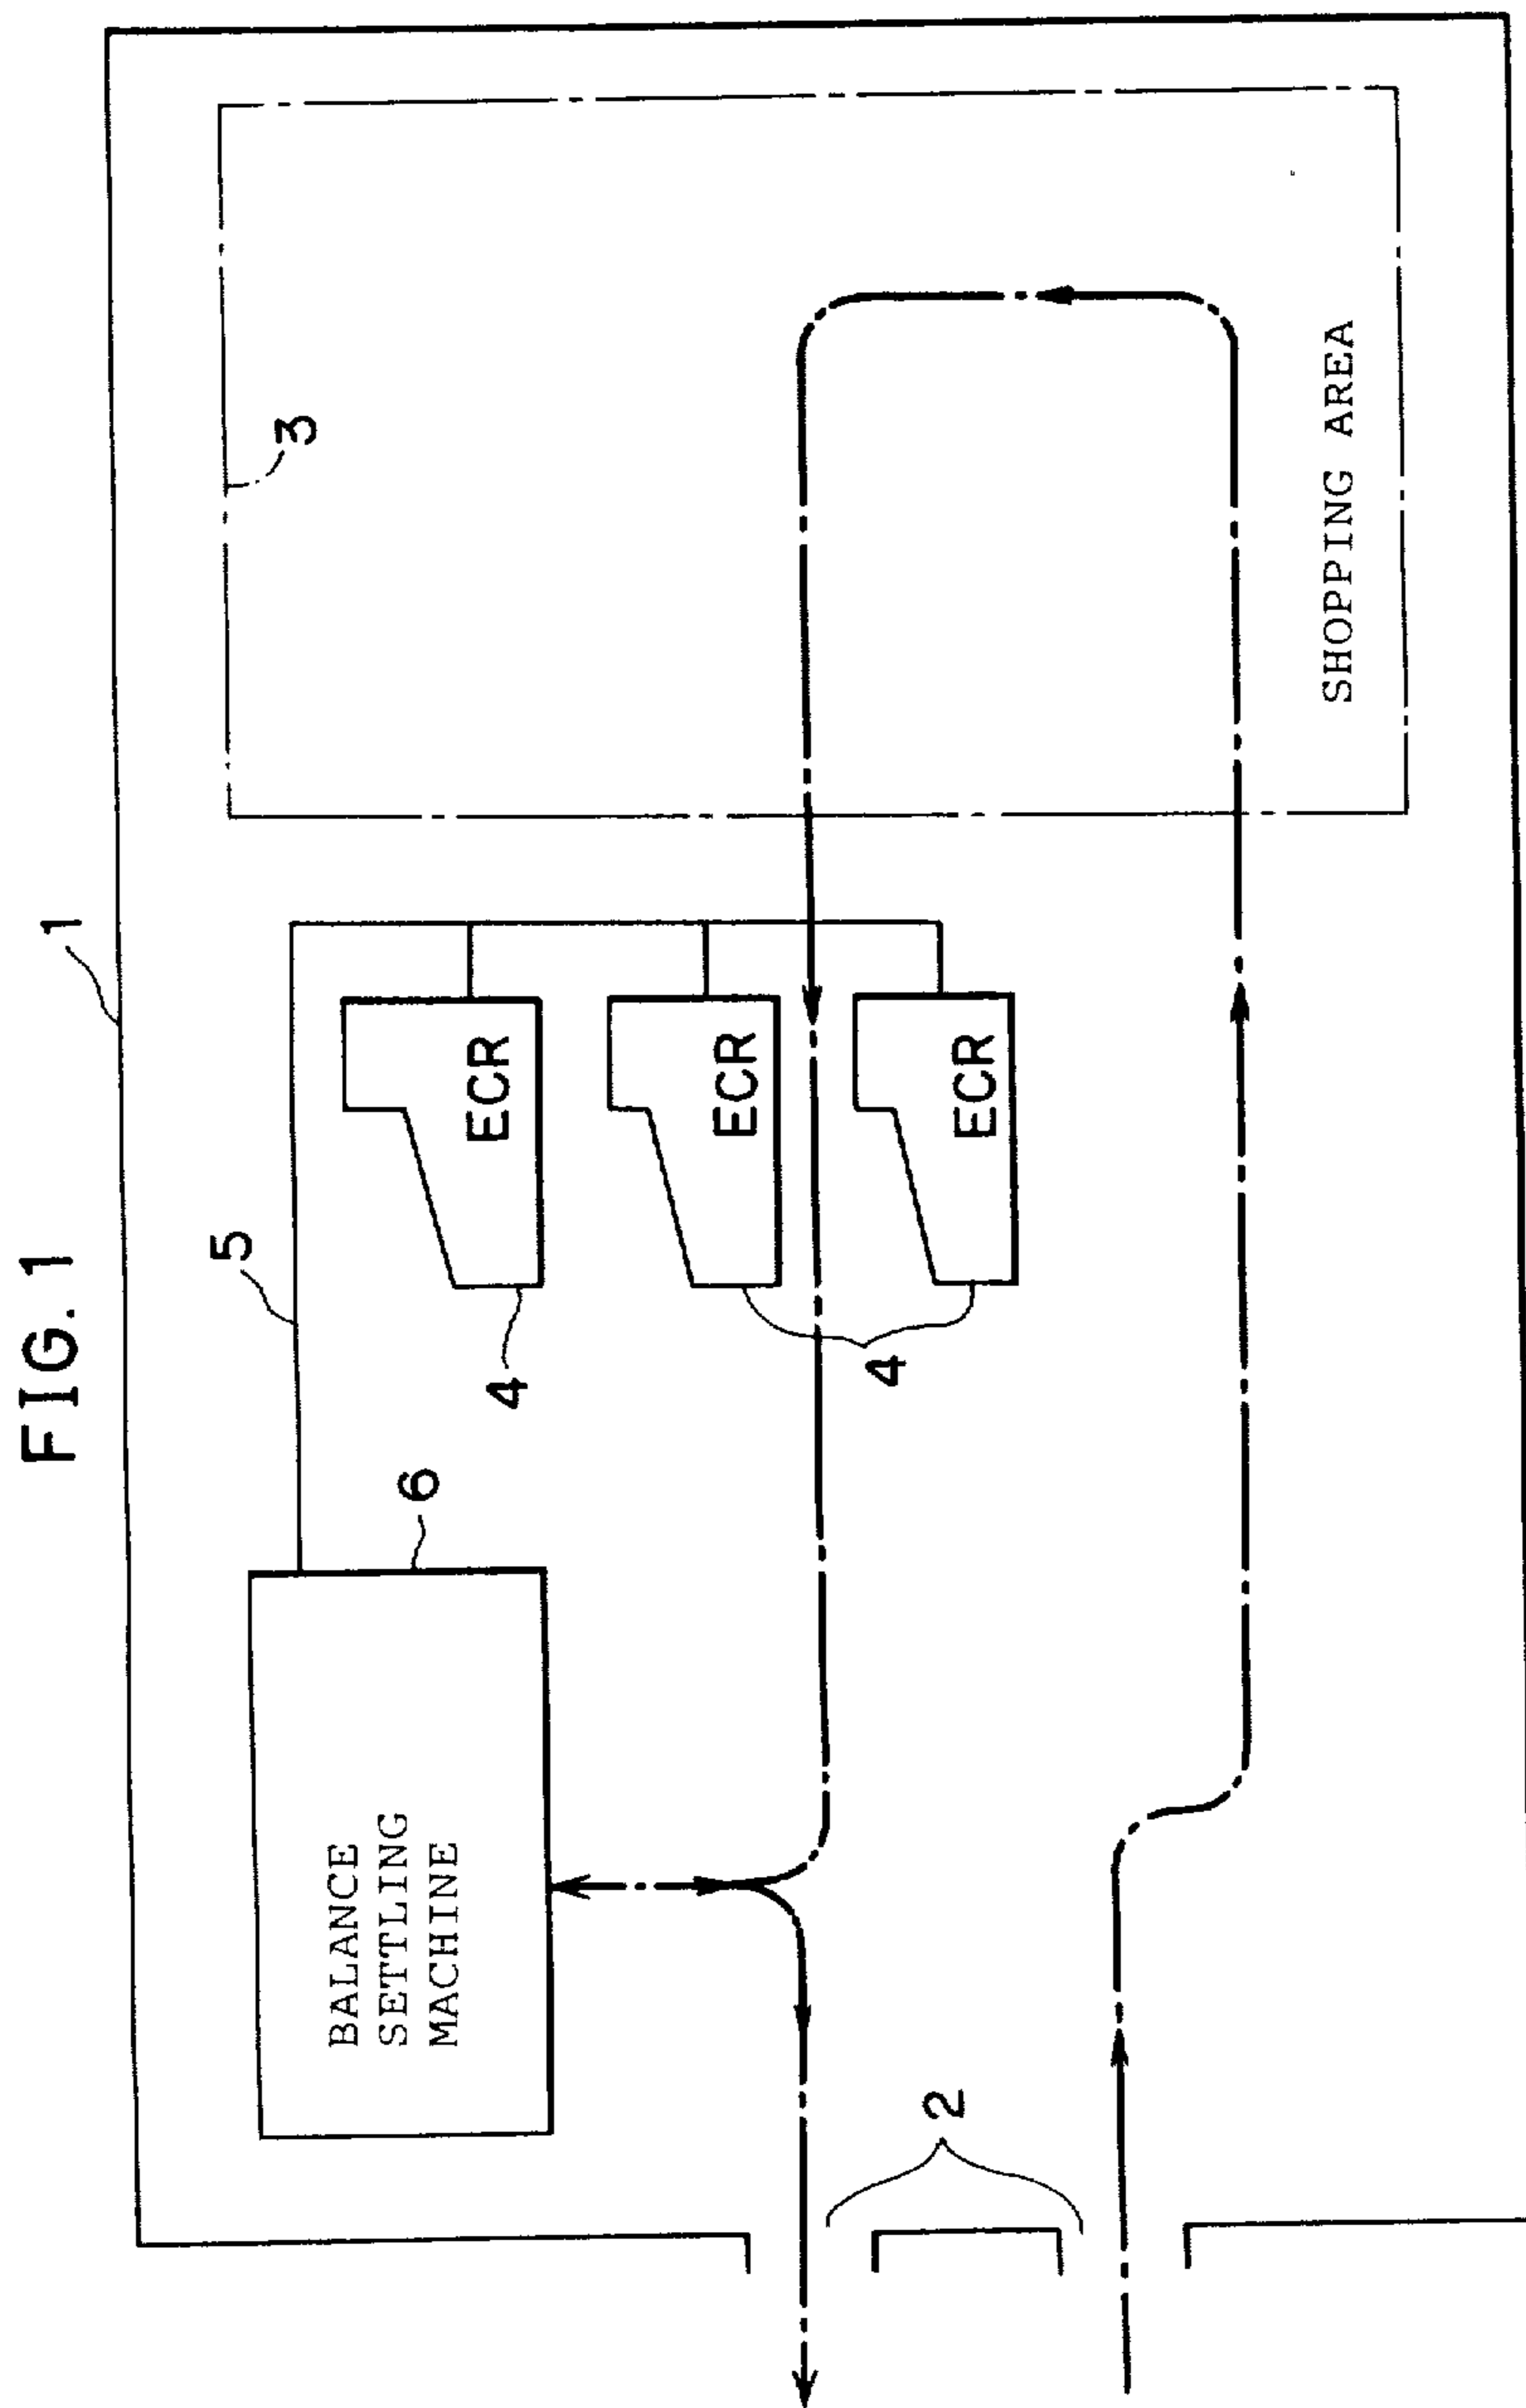 FIG. 1
1
5
3
6
BALANCE
SETTLING
MACHINE
4
ECR
ECR
ECR
4
2
SHOPPING AREA